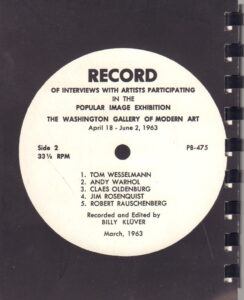 RECORD
OF INTERVIEWS WITH ARTISTS PARTICIPATING
IN THE
POPULAR IMAGE EXHIBITION
THE WASHINGTON GALLERY OF MODERN ART
April 18 - June 2, 1963
Side 2
PB-475
33⅓ RPM
1. TOM WESSELMANN
2. ANDY WARHOL
3. CLAES OLDENBURG
4. JIM ROSENQUIST
5. ROBERT RAUSCHENBERG
Recorded and Edited by
BILLY KLÜVER
March, 1963